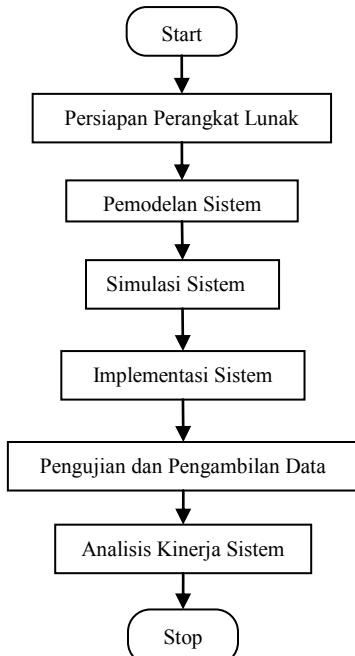 Start
Persiapan Perangkat Lunak
Pemodelan Sistem
Simulasi Sistem
Implementasi Sistem
Pengujian dan Pengambilan Data
Analisis Kinerja Sistem
Stop